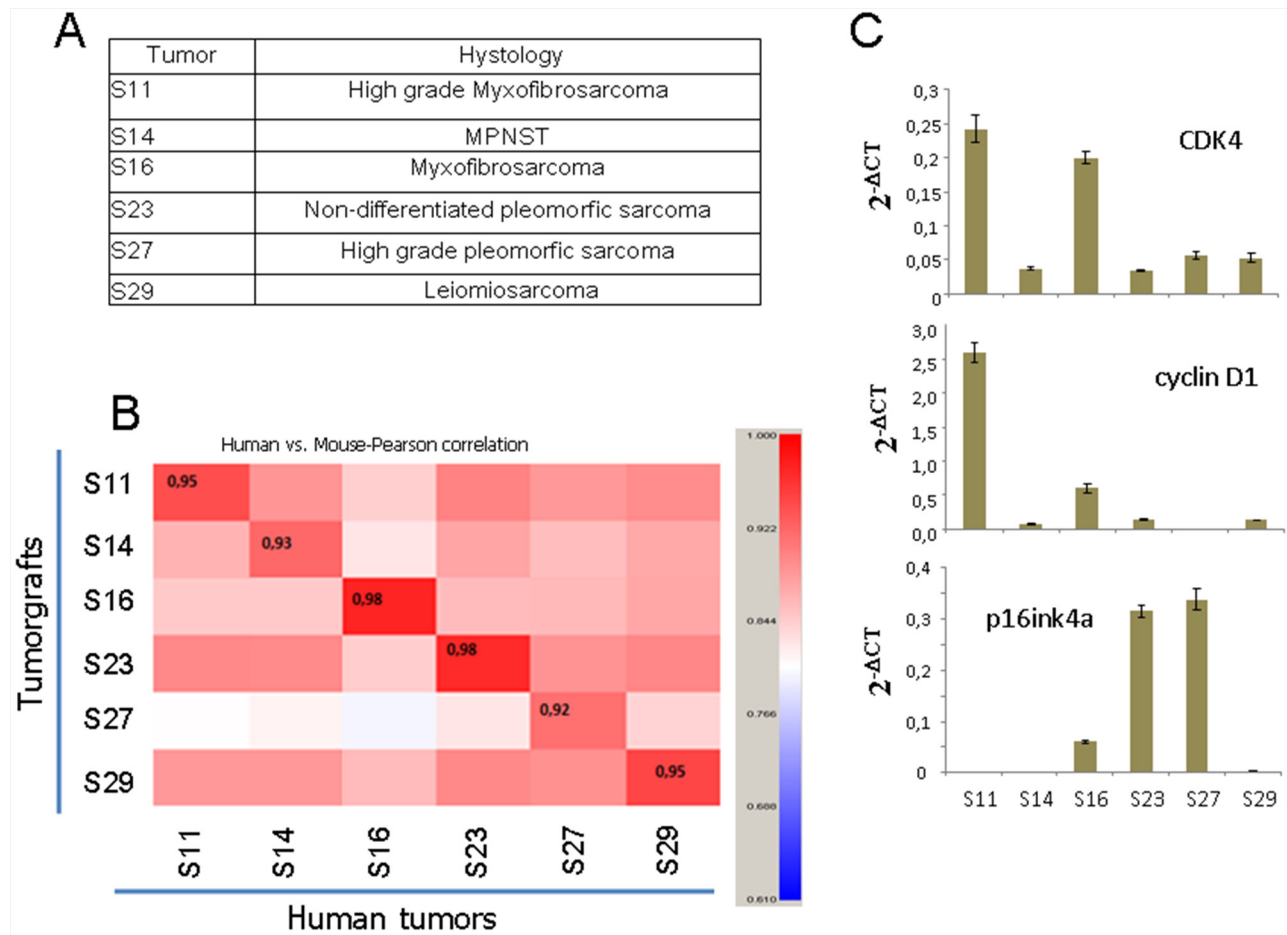 A
Tumor Hystology
S11 High grade Myxofibrosarcoma
S14 MPNST
S16 Myxofibrosarcoma
S23 Non-differentiated pleomorfic sarcoma
S27 High grade pleomorfic sarcoma
S29 Leiomiosarcoma
B
Human vs. Mouse-Pearson correlation
Tumorgrafts
S11
S14
S16
S23
S27
S29
0,95
0,93
0,98
0,98
0,92
0,95
S11 S14 S16 S23 S27 S29
Human tumors
1.000
0.922
0.844
0.766
0.688
0.610
C
CDK4
2-ΔCT
0,3
0,25
0,2
0,15
0,1
0,05
0
cyclin D1
2-ΔCT
3,0
2,5
2,0
1,5
1,0
0,5
0,0
p16ink4a
2-ΔCT
0,4
0,3
0,2
0,1
0
S11 S14 S16 S23 S27 S29